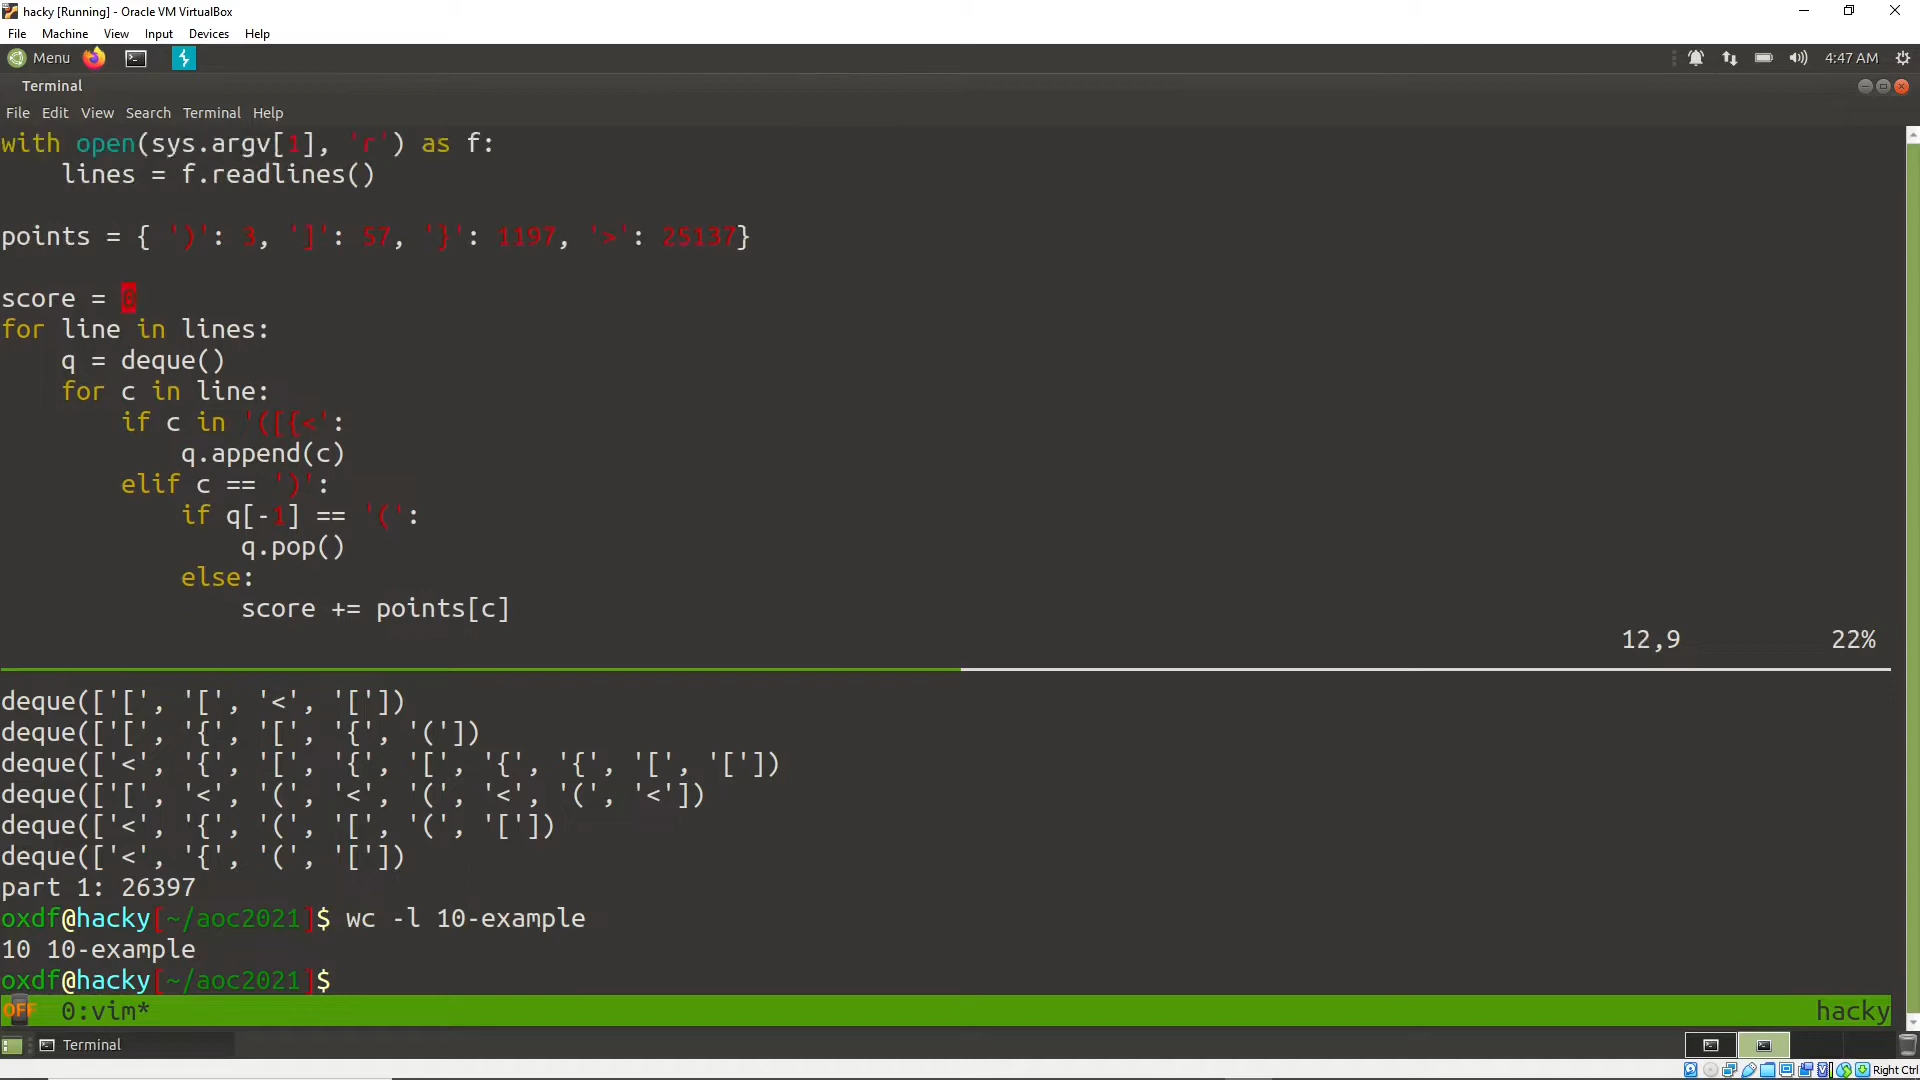 hacky [Running] - Oracle VM VirtualBox
File Machine View Input Devices Help
Menu 4:47 AM
Terminal
File Edit View Search Terminal Help
with open(sys.argv[1], 'r') as f:
    lines = f.readlines()
points = { ')': 3, ']': 57, '}': 1197, '>': 25137}
score = 0
for line in lines:
    q = deque()
    for c in line:
        if c in '([{<':
            q.append(c)
        elif c == ')':
            if q[-1] == '(':
                q.pop()
            else:
                score += points[c]
12,9 22%
deque(['[', '[', '<', '['])
deque(['[', '{', '[', '{', '('])
deque(['<', '{', '[', '{', '[', '{', '{', '[', '['])
deque(['[', '<', '(', '<', '(', '<', '(', '<'])
deque(['<', '{', '(', '[', '(', '['])
deque(['<', '{', '(', '['])
part 1: 26397
oxdf@hacky[~/aoc2021]$ wc -l 10-example
10 10-example
oxdf@hacky[~/aoc2021]$
OFF 0:vim* hacky
Terminal
Right Ctrl